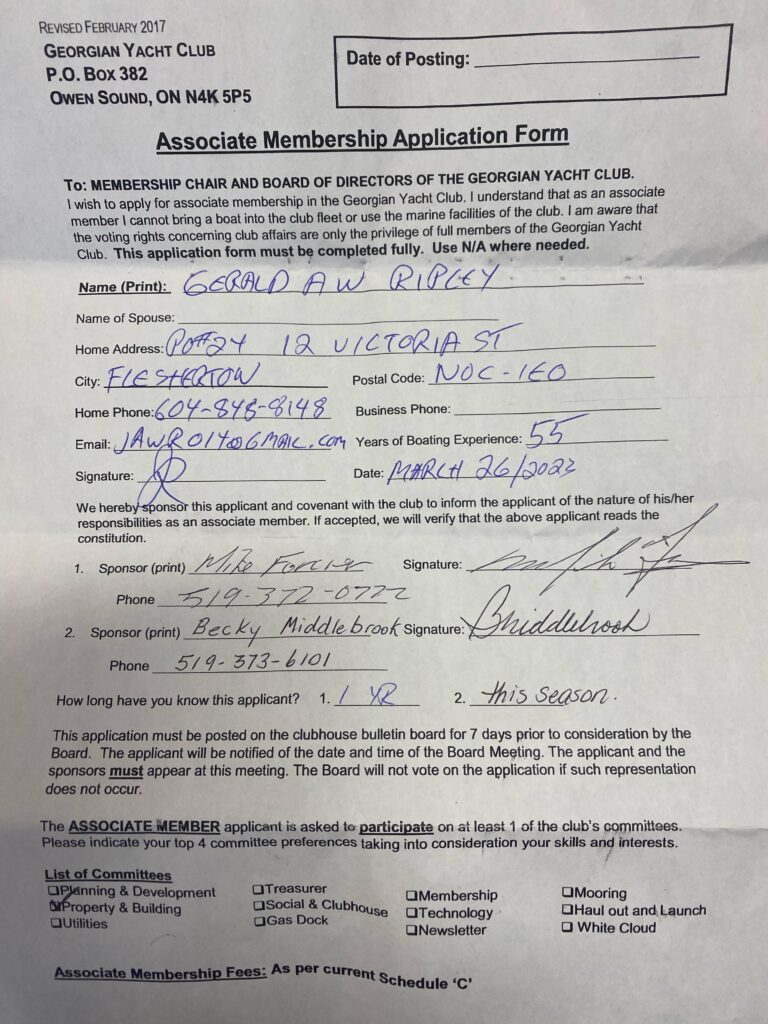 REVISED FEBRUARY 2017
GEORGIAN YACHT CLUB
P.O. BOX 382
OWEN SOUND, ON N4K 5P5
Date of Posting:
Associate Membership Application Form
To: MEMBERSHIP CHAIR AND BOARD OF DIRECTORS OF THE GEORGIAN YACHT CLUB.
I wish to apply for associate membership in the Georgian Yacht Club. I understand that as an associate
member I cannot bring a boat into the club fleet or use the marine facilities of the club. I am aware that
the voting rights concerning club affairs are only the privilege of full members of the Georgian Yacht
Club. This application form must be completed fully. Use N/A where needed.
Name (Print): GERALD A W RIPLEY
Name of Spouse:
Home Address: PO#24 12 VICTORIA ST
City: FLESHERTON Postal Code: NOC-1EO
Home Phone: 604-848-8148 Business Phone:
Email: JAWR014@GMAIL.com Years of Boating Experience: 55
Signature: Date: MARCH 26/2023
We hereby sponsor this applicant and covenant with the club to inform the applicant of the nature of his/her
responsibilities as an associate member. If accepted, we will verify that the above applicant reads the
constitution.
1. Sponsor (print) Mike Forcier Signature:
Phone 519-372-0722
2. Sponsor (print) Becky Middlebrook Signature: BMiddlebrook
Phone 519-373-6101
How long have you know this applicant? 1. 1 YR 2. this season.
This application must be posted on the clubhouse bulletin board for 7 days prior to consideration by the
Board. The applicant will be notified of the date and time of the Board Meeting. The applicant and the
sponsors must appear at this meeting. The Board will not vote on the application if such representation
does not occur.
The ASSOCIATE MEMBER applicant is asked to participate on at least 1 of the club's committees.
Please indicate your top 4 committee preferences taking into consideration your skills and interests.
List of Committees
☐Planning & Development ☐Treasurer ☐Membership ☐Mooring
☑Property & Building ☐Social & Clubhouse ☐Technology ☐Haul out and Launch
☐Utilities ☐Gas Dock ☐Newsletter ☐ White Cloud
Associate Membership Fees: As per current Schedule 'C'